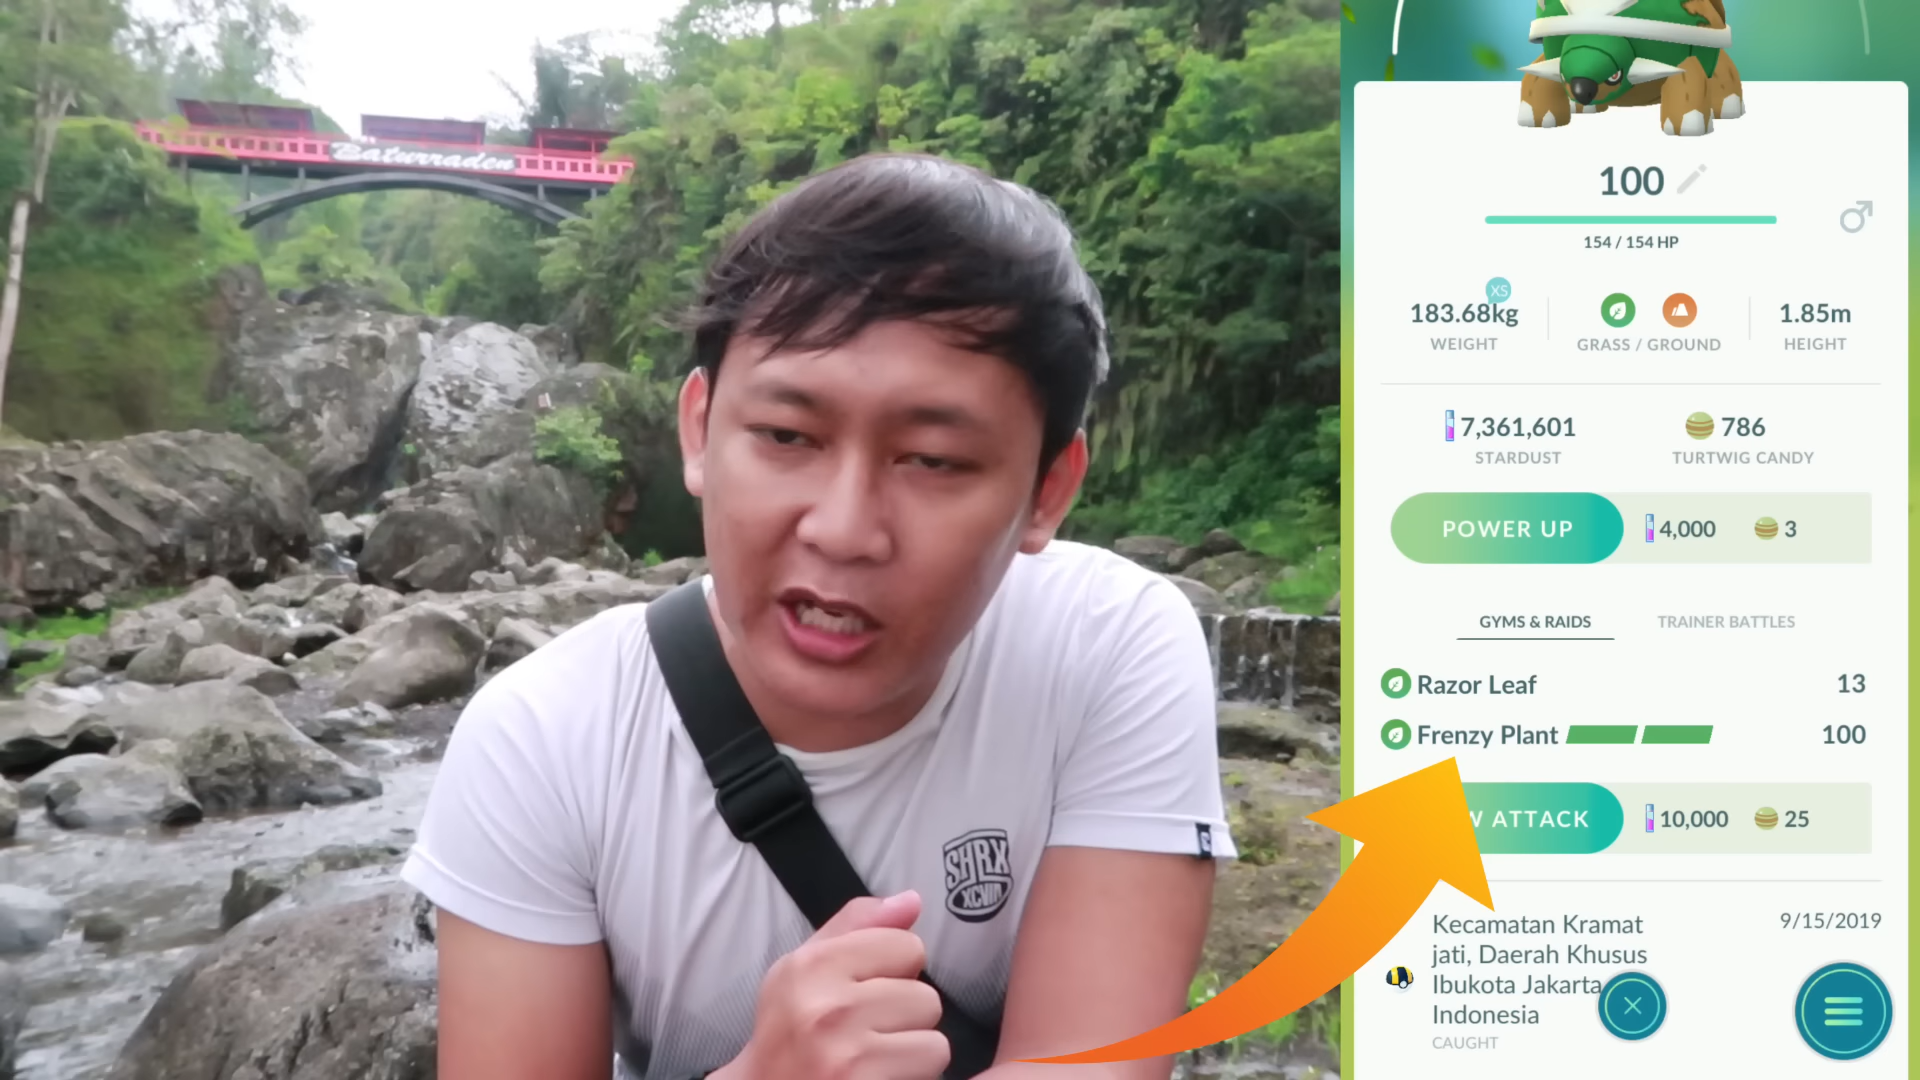 Baturraden
SHRX
XCVIII
100
154 / 154 HP
XS
183.68kg
WEIGHT
GRASS / GROUND
1.85m
HEIGHT
7,361,601
STARDUST
786
TURTWIG CANDY
POWER UP
4,000
3
GYMS & RAIDS
TRAINER BATTLES
Razor Leaf
13
Frenzy Plant
100
W ATTACK
10,000
25
Kecamatan Kramat
jati, Daerah Khusus
Ibukota Jakarta,
Indonesia
CAUGHT
9/15/2019